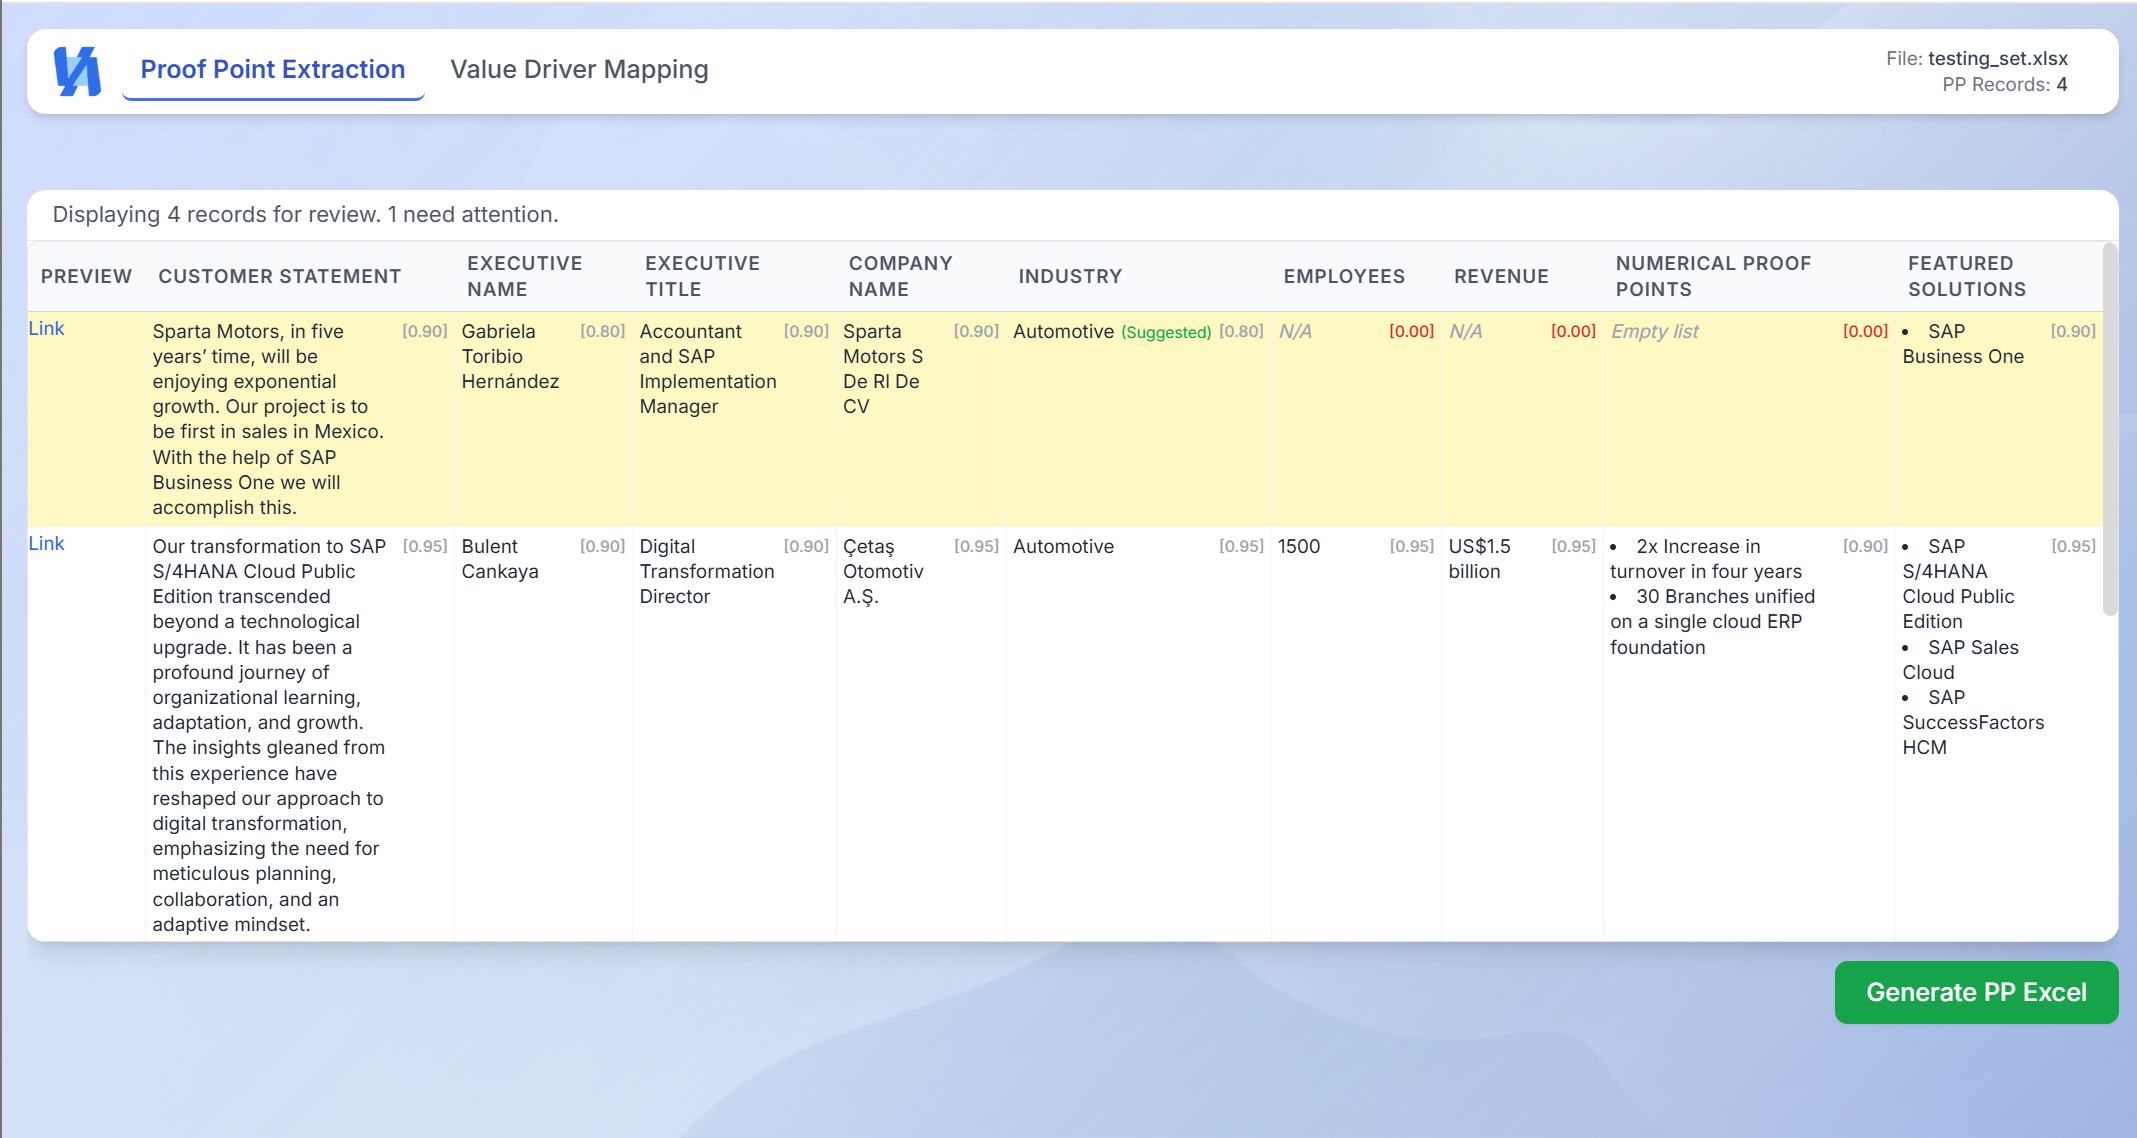 Proof Point Extraction
Value Driver Mapping
File: testing_set.xlsx
PP Records: 4
Displaying 4 records for review. 1 need attention.
PREVIEW
CUSTOMER STATEMENT
EXECUTIVE
NAME
EXECUTIVE
TITLE
COMPANY
NAME
INDUSTRY
EMPLOYEES
REVENUE
NUMERICAL PROOF
POINTS
FEATURED
SOLUTIONS
Link
Sparta Motors, in five
years’ time, will be
enjoying exponential
growth. Our project is to
be first in sales in Mexico.
With the help of SAP
Business One we will
accomplish this.
[0.90]
Gabriela
Toribio
Hernández
[0.80]
Accountant
and SAP
Implementation
Manager
[0.90]
Sparta
Motors S
De Rl De
CV
[0.90]
Automotive (Suggested) [0.80]
N/A [0.00]
N/A [0.00]
Empty list [0.00]
• SAP
Business One
[0.90]
Link
Our transformation to SAP
S/4HANA Cloud Public
Edition transcended
beyond a technological
upgrade. It has been a
profound journey of
organizational learning,
adaptation, and growth.
The insights gleaned from
this experience have
reshaped our approach to
digital transformation,
emphasizing the need for
meticulous planning,
collaboration, and an
adaptive mindset.
[0.95]
Bulent
Cankaya
[0.90]
Digital
Transformation
Director
[0.90]
Çetaş
Otomotiv
A.Ş.
[0.95]
Automotive [0.95]
1500 [0.95]
US$1.5
billion
[0.95]
• 2x Increase in
turnover in four years
• 30 Branches unified
on a single cloud ERP
foundation
[0.90]
• SAP
S/4HANA
Cloud Public
Edition
• SAP Sales
Cloud
• SAP
SuccessFactors
HCM
[0.95]
Generate PP Excel